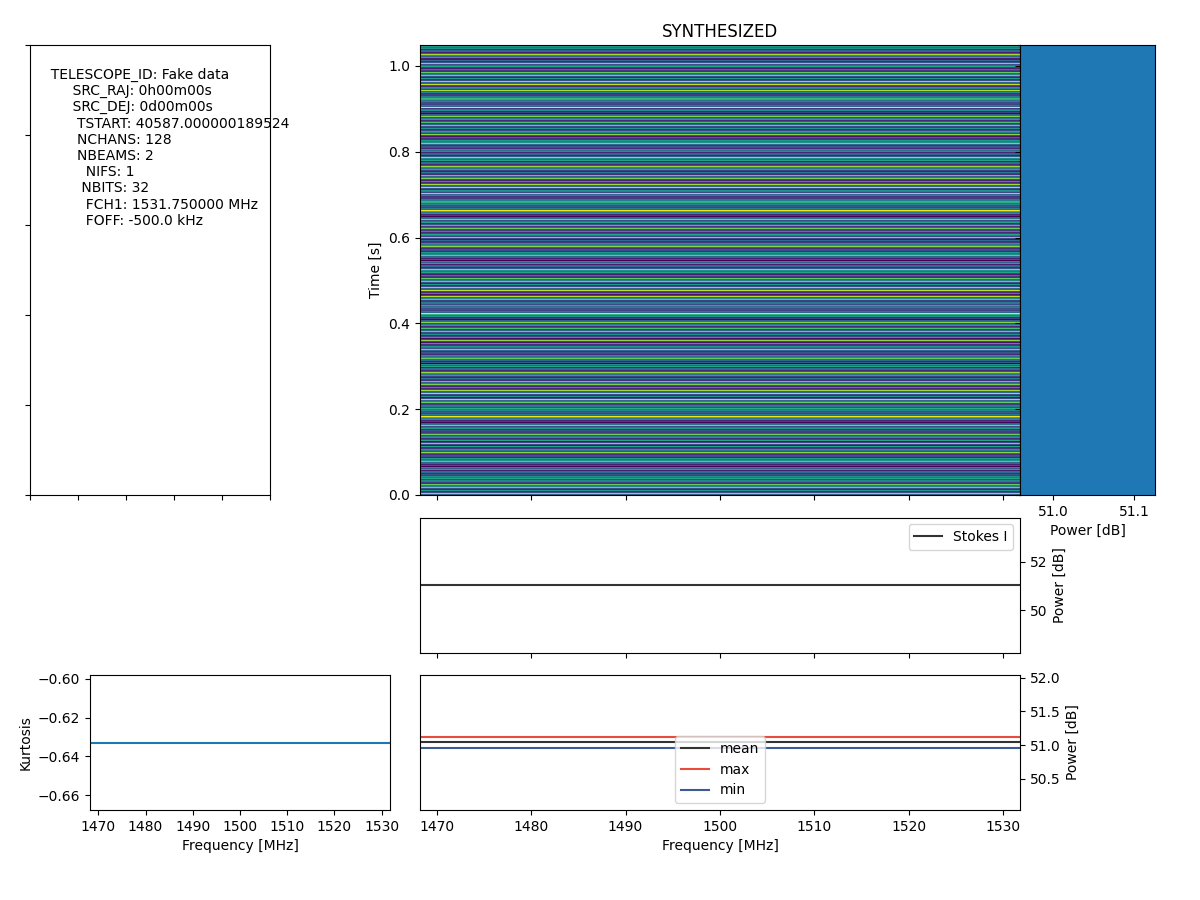 SYNTHESIZED
TELESCOPE_ID: Fake data
SRC_RAJ: 0h00m00s
SRC_DEJ: 0d00m00s
TSTART: 40587.000000189524
NCHANS: 128
NBEAMS: 2
NIFS: 1
NBITS: 32
FCH1: 1531.750000 MHz
FOFF: -500.0 kHz
1.0
0.8
0.6
0.4
0.2
0.0
Time [s]
51.0 51.1
Power [dB]
Stokes I
52
50
Power [dB]
−0.60
−0.62
−0.64
−0.66
Kurtosis
1470 1480 1490 1500 1510 1520 1530
Frequency [MHz]
mean
max
min
52.0
51.5
51.0
50.5
Power [dB]
1470 1480 1490 1500 1510 1520 1530
Frequency [MHz]